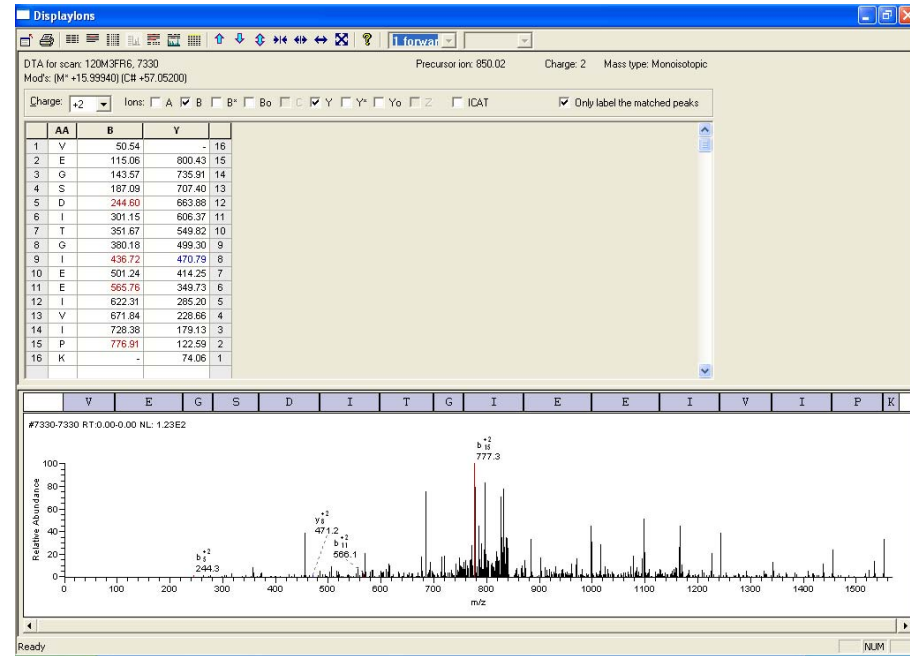 DisplayIons
1 forwar
DTA for scan: 120M3FR6, 7330 Precursor ion: 850.02 Charge: 2 Mass type: Monoisotopic
Mod's: (M* +15.99940) (C# +57.05200)
Charge: +2 Ions: A B B* Bo C Y Y* Yo Z ICAT Only label the matched peaks
AA B Y
1 V 50.54 - 16
2 E 115.06 800.43 15
3 G 143.57 735.91 14
4 S 187.09 707.40 13
5 D 244.60 663.88 12
6 I 301.15 606.37 11
7 T 351.67 549.82 10
8 G 380.18 499.30 9
9 I 436.72 470.79 8
10 E 501.24 414.25 7
11 E 565.76 349.73 6
12 I 622.31 285.20 5
13 V 671.84 228.66 4
14 I 728.38 179.13 3
15 P 776.91 122.59 2
16 K - 74.06 1
V E G S D I T G I E E I V I P K
#7330-7330 RT:0.00-0.00 NL: 1.23E2
b15+2
777.3
y8+2
471.2
b11+2
566.1
b5+2
244.3
Relative Abundance
100
80
60
40
20
0
0 100 200 300 400 500 600 700 800 900 1000 1100 1200 1300 1400 1500
m/z
Ready NUM